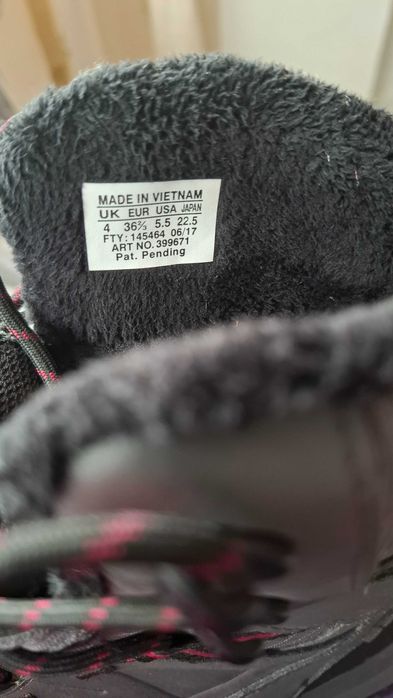 MADE IN VIETNAM
UK EUR USA JAPAN
4 36⅔ 5.5 22.5
FTY: 145464 06/17
ART NO. 399671
Pat. Pending